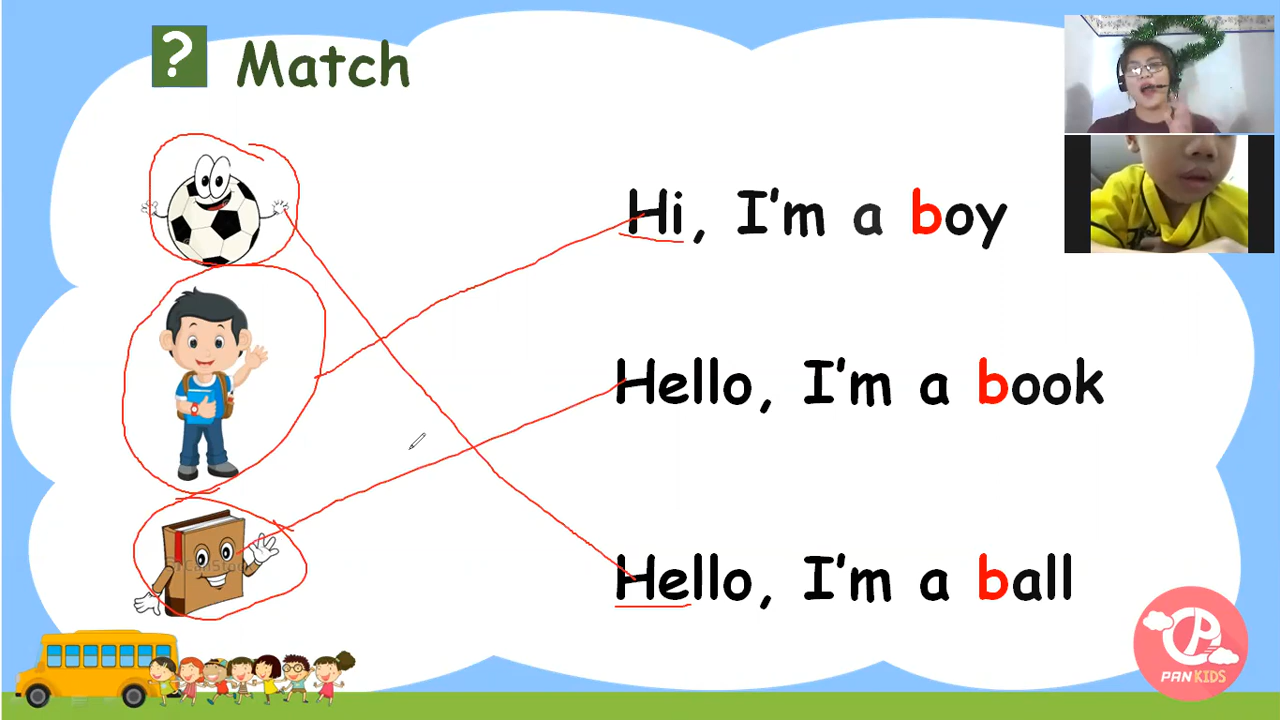 ? Match
Hi, I'm a boy
Hello, I'm a book
Hello, I'm a ball
PAN KIDS